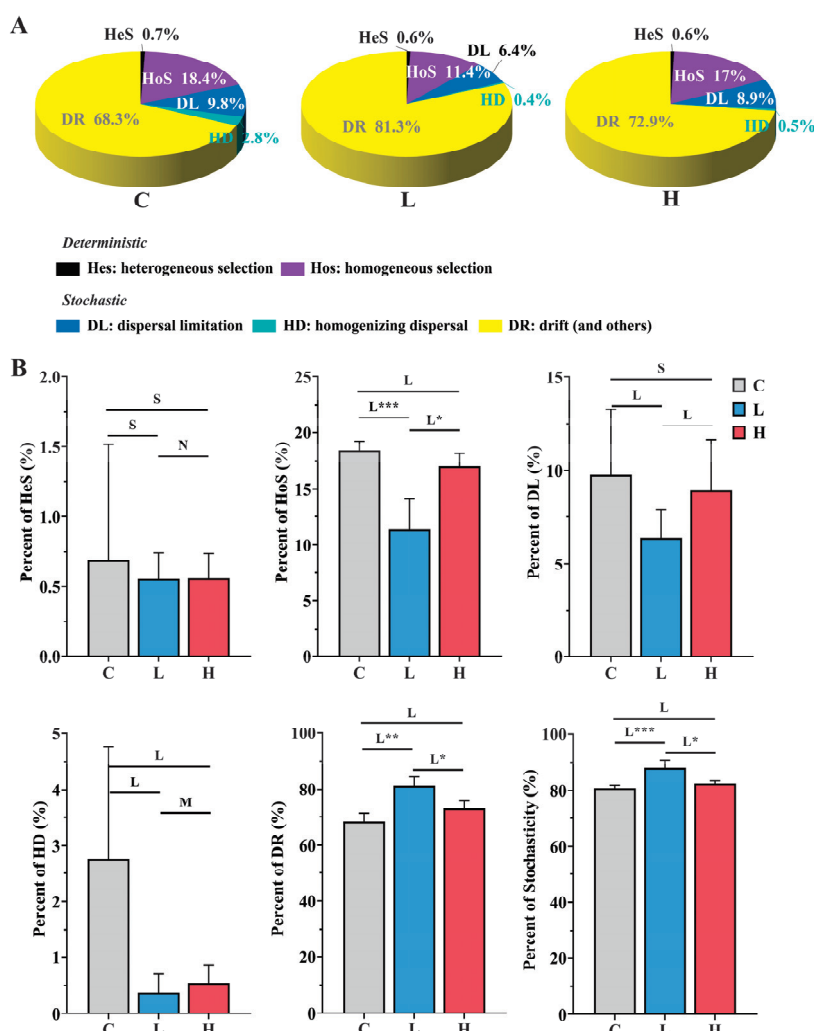 A
HeS 0.7%
HoS
18.4%
DL 9.8%
HD 2.8%
DR 68.3%
C
HeS 0.6%
DL 6.4%
HoS 11.4%
HD 0.4%
DR 81.3%
L
HeS 0.6%
HoS 17%
DL 8.9%
HD 0.5%
DR 72.9%
H
Deterministic
Hes: heterogeneous selection Hos: homogeneous selection
Stochastic
DL: dispersal limitation HD: homogenizing dispersal DR: drift (and others)
B
Percent of HeS (%)
2.0
1.5
1.0
0.5
0.0
S
S
N
C L H
Percent of HoS (%)
25
20
15
10
5
0
L
L***
L*
C L H
Percent of DL (%)
15
10
5
0
S
L
L
C L H
C
L
H
Percent of HD (%)
5
4
3
2
1
0
L
L
M
C L H
Percent of DR (%)
100
80
60
40
20
0
L
L**
L*
C L H
Percent of Stochasticity (%)
100
80
60
40
20
0
L
L***
L*
C L H